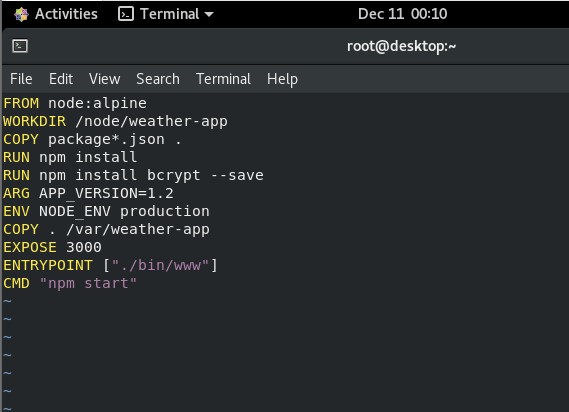 Activities Terminal Dec 11 00:10
root@desktop:~
File Edit View Search Terminal Help
FROM node:alpine
WORKDIR /node/weather-app
COPY package*.json .
RUN npm install
RUN npm install bcrypt --save
ARG APP_VERSION=1.2
ENV NODE_ENV production
COPY . /var/weather-app
EXPOSE 3000
ENTRYPOINT ["./bin/www"]
CMD "npm start"
~
~
~
~
~
~
~